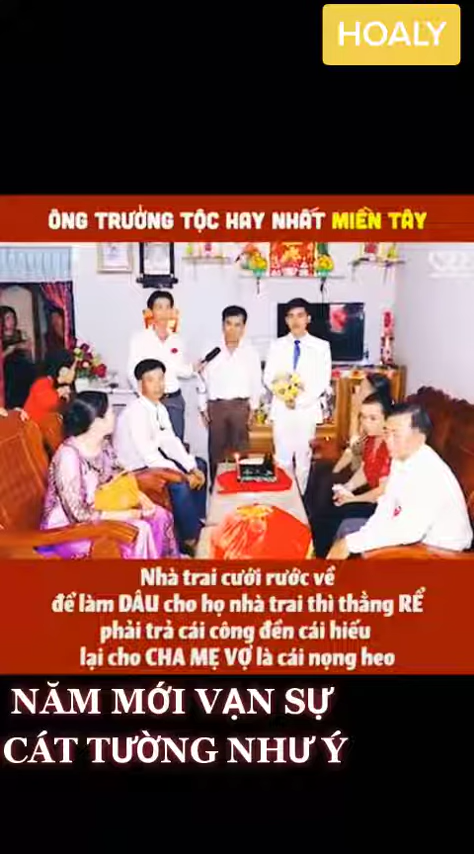 HOALY
ÔNG TRƯỞNG TỘC HAY NHẤT MIỀN TÂY
Nhà trai cưới rước về
để làm DÂU cho họ nhà trai thì thằng RỂ
phải trả cái công đền cái hiếu
lại cho CHA MẸ VỢ là cái nọng heo
NĂM MỚI VẠN SỰ
CÁT TƯỜNG NHƯ Ý